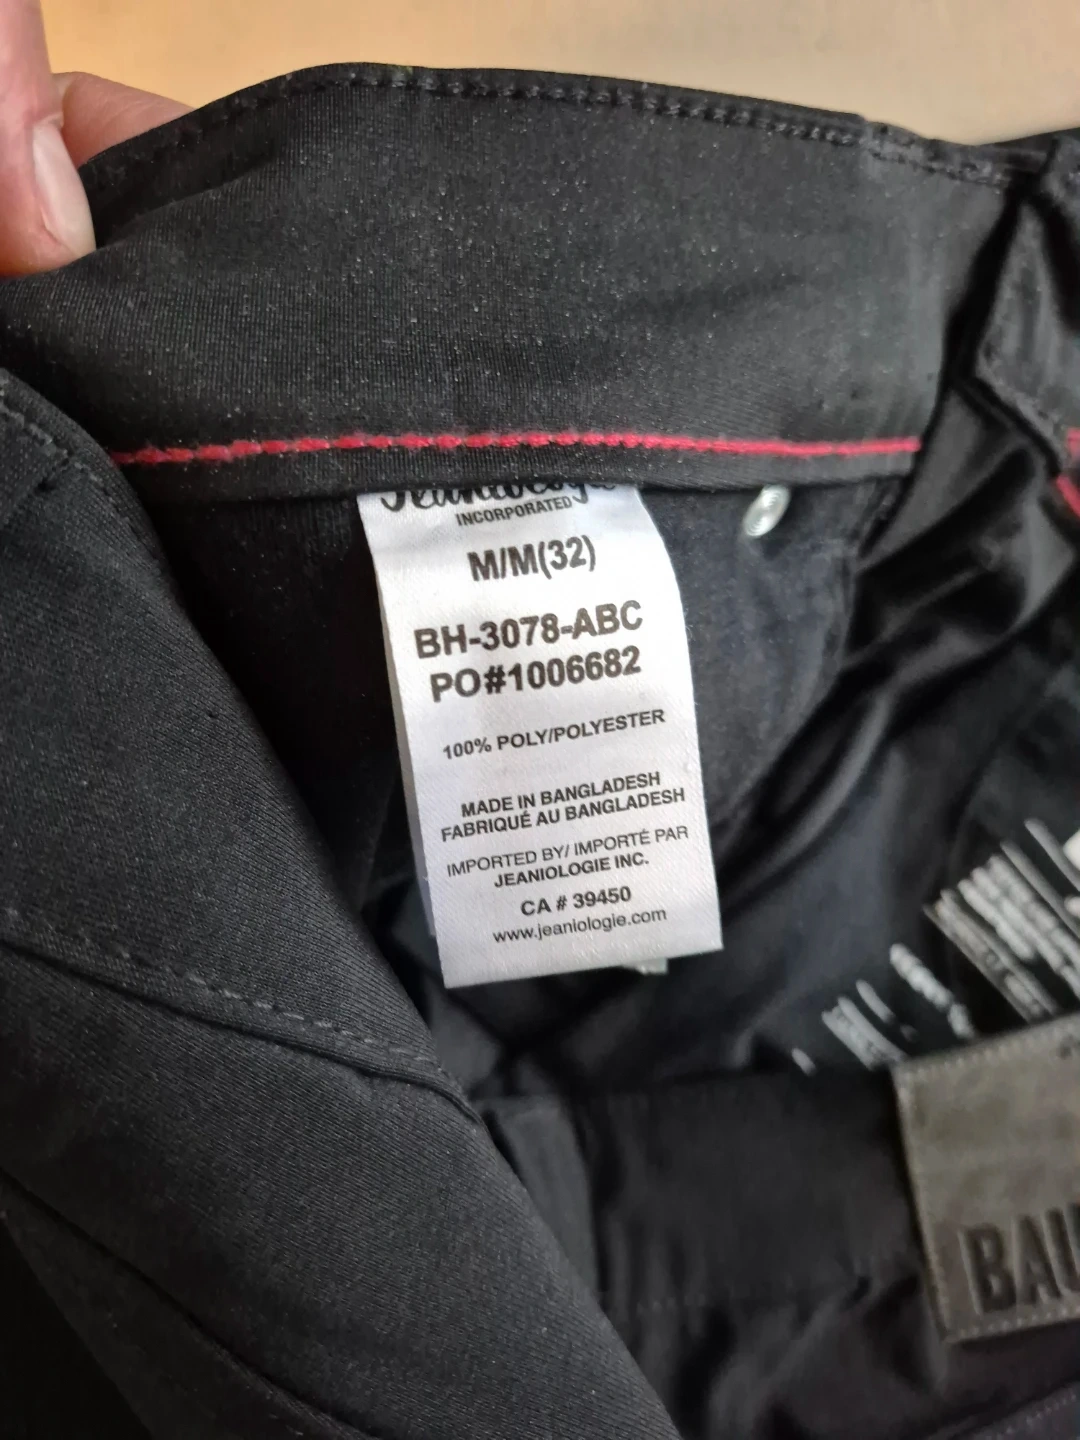 INCORPORATED
M/M(32)
BH-3078-ABC
PO#1006682
100% POLY/POLYESTER
MADE IN BANGLADESH
FABRIQUÉ AU BANGLADESH
IMPORTED BY/ IMPORTÉ PAR
JEANIOLOGIE INC.
CA # 39450
www.jeaniologie.com
BAU